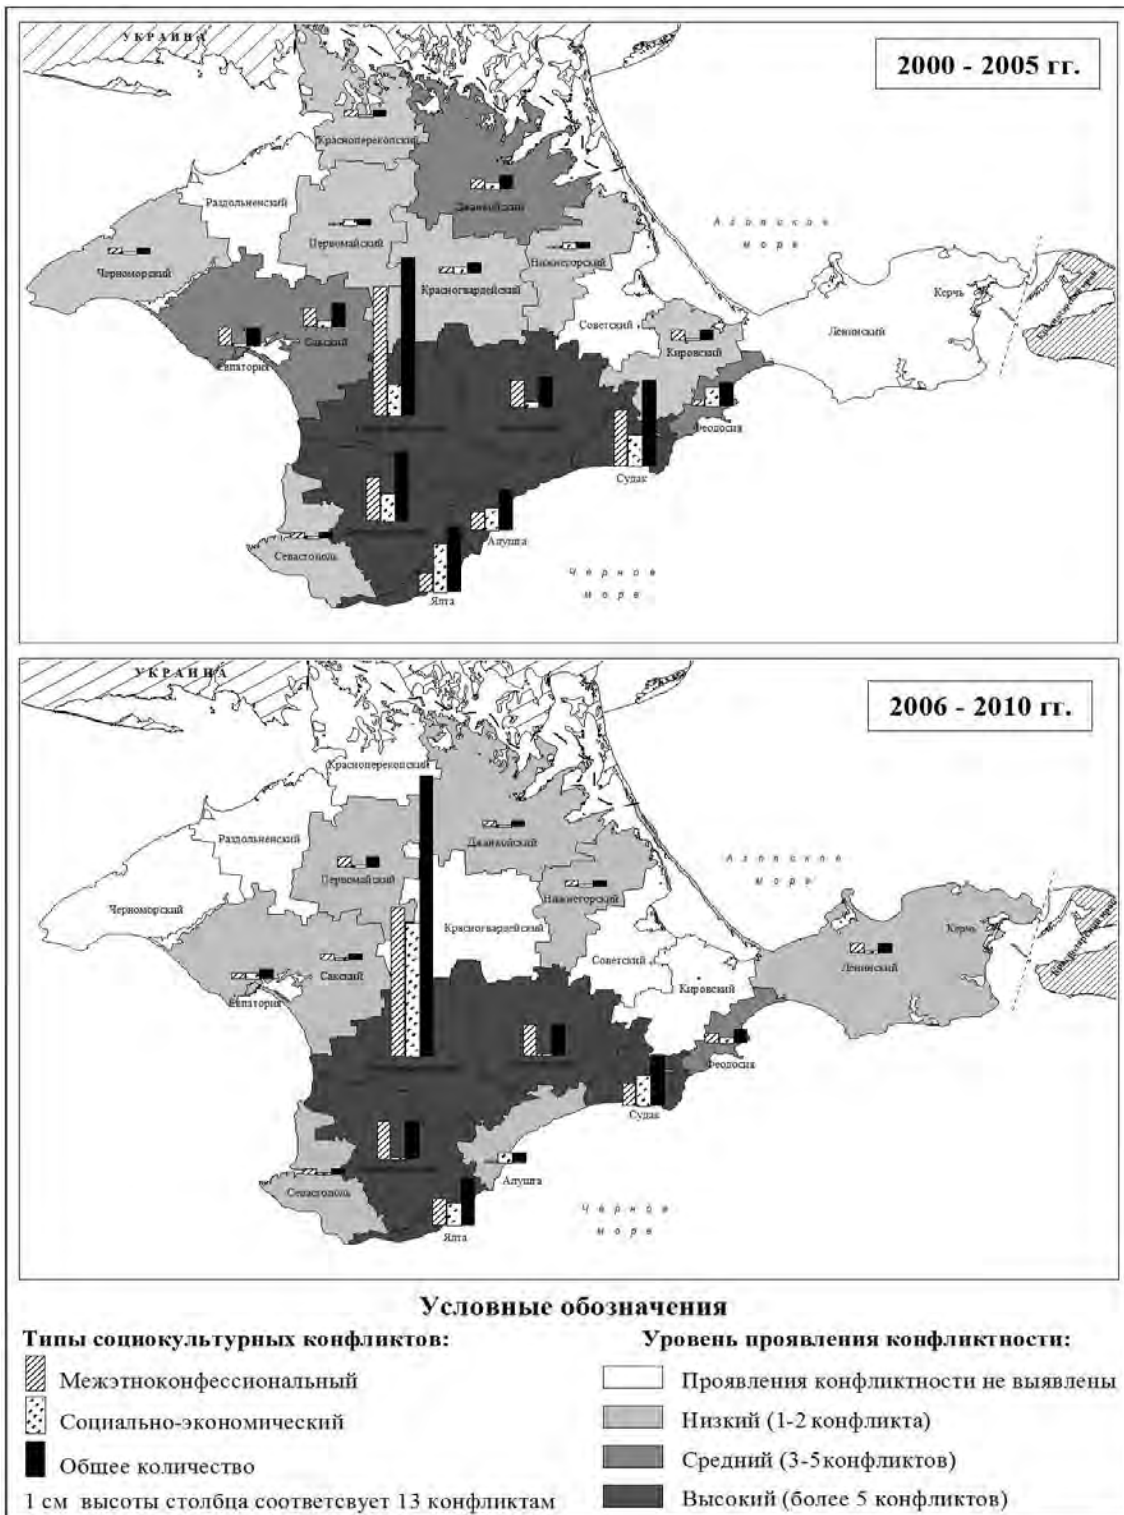 УКРАИНА
2000 - 2005 гг.
Красноперекопский
Раздольненский
Джанкойский
Азовское
море
Первомайский
Нижнегорский
Черноморский
Красногвардейский
Керчь
Советский
Ленинский
Сакский
Кировский
Евпатория
Феодосия
Судак
Алушта
Севастополь
Черное
море
Ялта
УКРАИНА
2006 - 2010 гг.
Красноперекопский
Раздольненский
Джанкойский
Азовское
море
Первомайский
Нижнегорский
Черноморский
Красногвардейский
Керчь
Советский
Ленинский
Сакский
Кировский
Евпатория
Феодосия
Судак
Алушта
Севастополь
Черное
море
Ялта
Условные обозначения
Типы социокультурных конфликтов:
Межэтноконфессиональный
Социально-экономический
Общее количество
1 см высоты столбца соответсвует 13 конфликтам
Уровень проявления конфликтности:
Проявления конфликтности не выявлены
Низкий (1-2 конфликта)
Средний (3-5конфликтов)
Высокий (более 5 конфликтов)